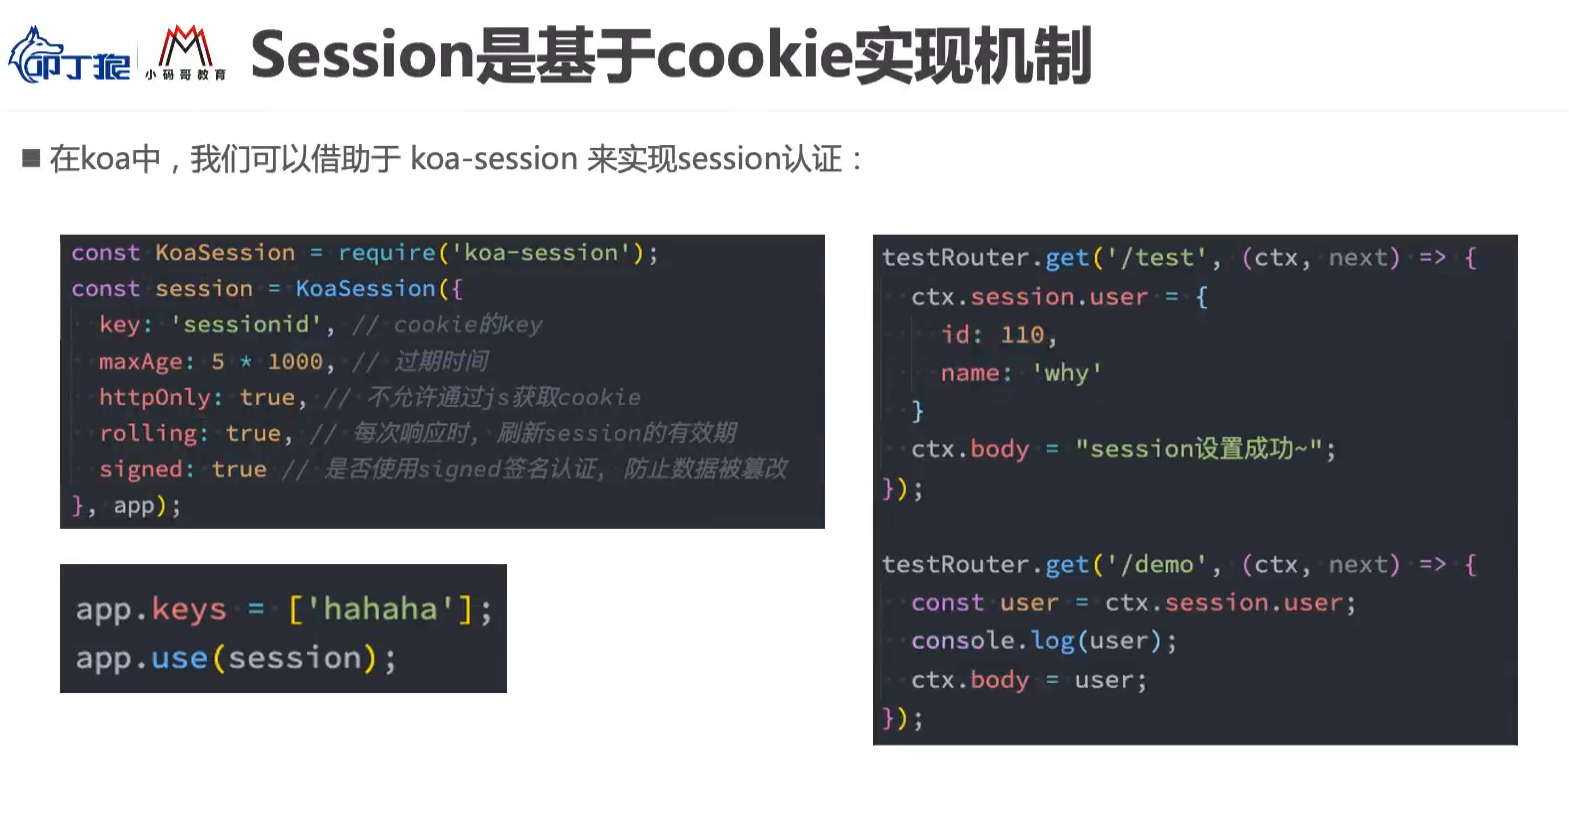 叩丁狼
小码哥教育
Session是基于cookie实现机制
在koa中，我们可以借助于 koa-session 来实现session认证：
const KoaSession = require('koa-session');
const session = KoaSession({
  key: 'sessionid', // cookie的key
  maxAge: 5 * 1000, // 过期时间
  httpOnly: true, // 不允许通过js获取cookie
  rolling: true, // 每次响应时, 刷新session的有效期
  signed: true // 是否使用signed签名认证, 防止数据被篡改
}, app);
app.keys = ['hahaha'];
app.use(session);
testRouter.get('/test', (ctx, next) => {
  ctx.session.user = {
    id: 110,
    name: 'why'
  }
  ctx.body = "session设置成功~";
});
testRouter.get('/demo', (ctx, next) => {
  const user = ctx.session.user;
  console.log(user);
  ctx.body = user;
});